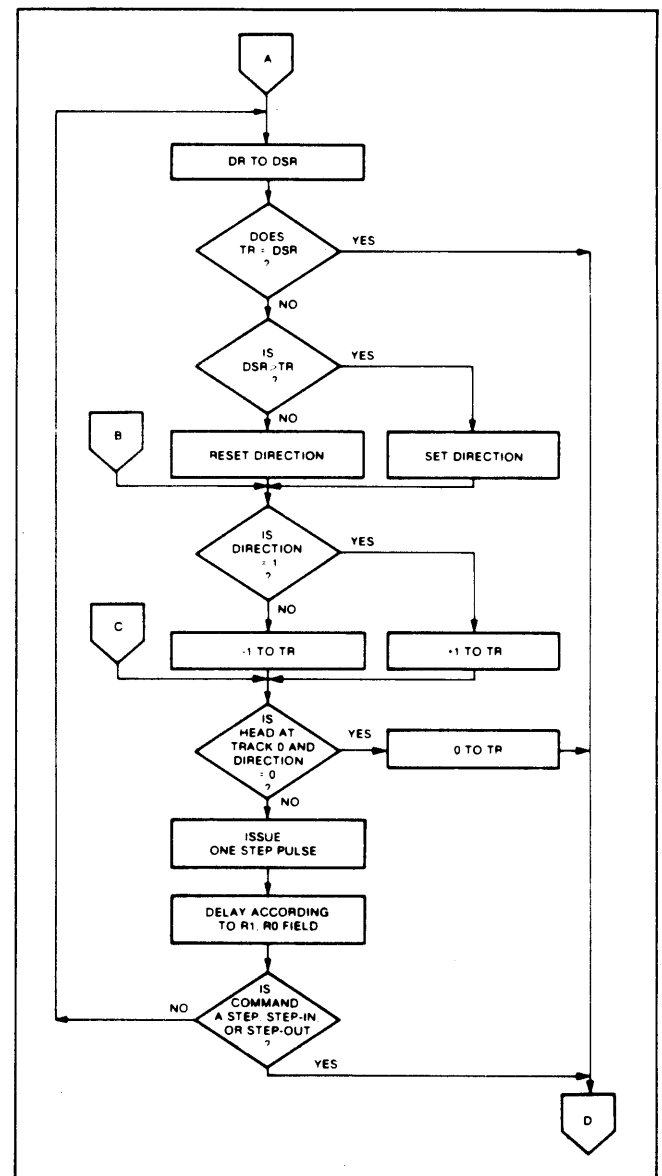 A
DR TO DSR
DOES
TR = DSR
?
YES
NO
IS
DSR>TR
?
YES
NO
B
RESET DIRECTION
SET DIRECTION
IS
DIRECTION
= 1
?
YES
NO
C
-1 TO TR
+1 TO TR
IS
HEAD AT
TRACK 0 AND
DIRECTION
= 0
?
YES
0 TO TR
NO
ISSUE
ONE STEP PULSE
DELAY ACCORDING
TO R1, R0 FIELD
IS
COMMAND
A STEP, STEP-IN,
OR STEP-OUT
?
NO
YES
D